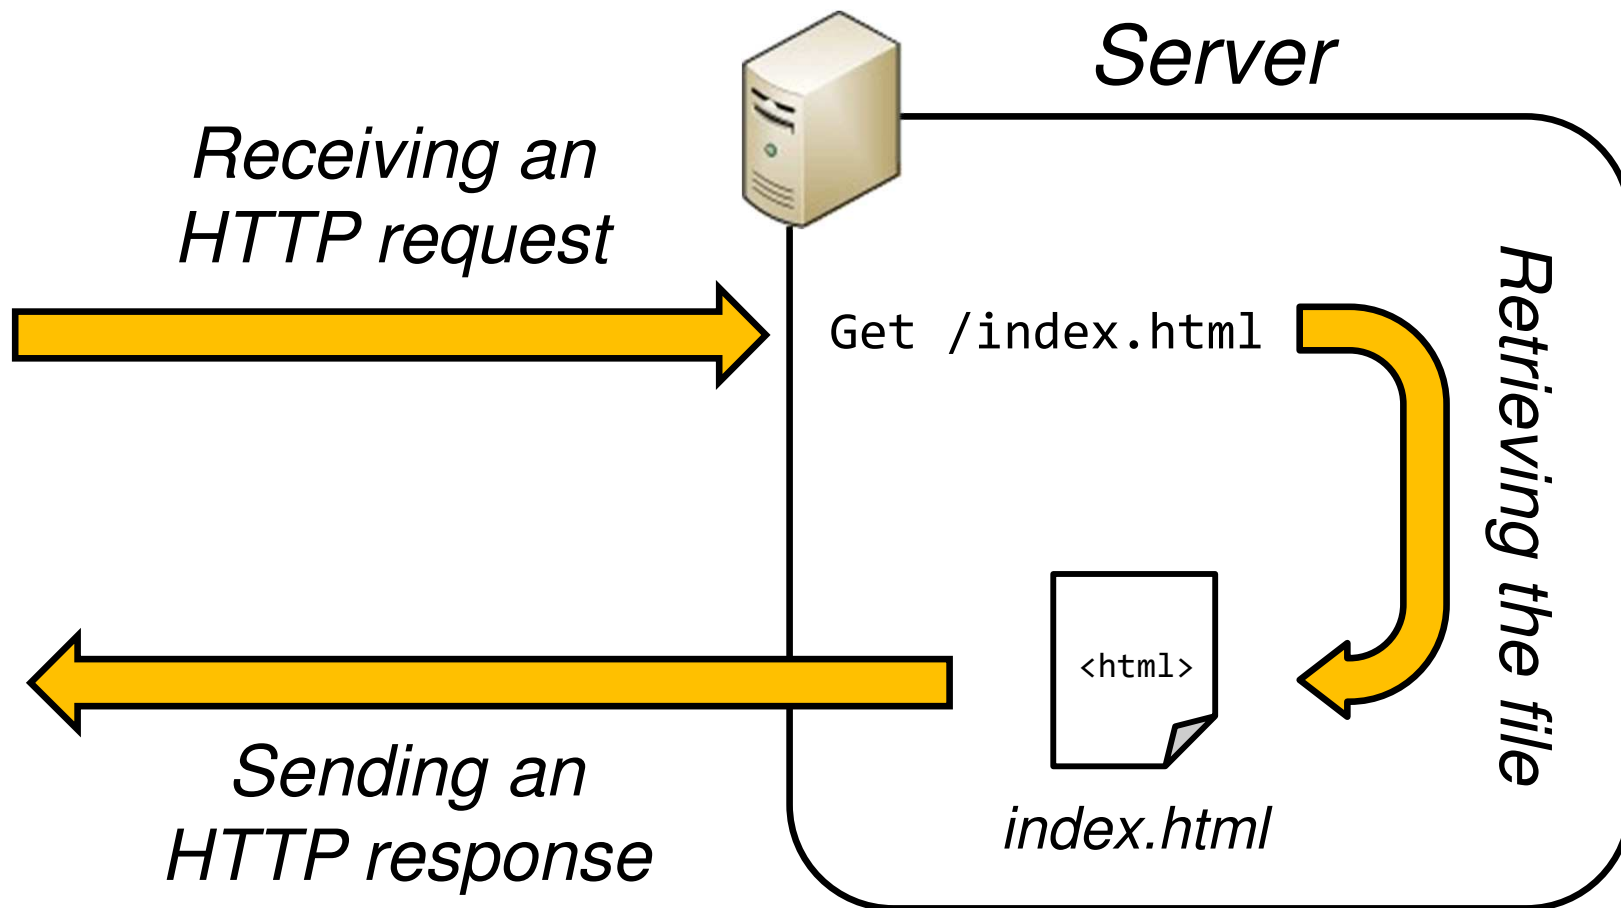 Server
Receiving an
HTTP request
Get /index.html
Retrieving the file
<html>
index.html
Sending an
HTTP response